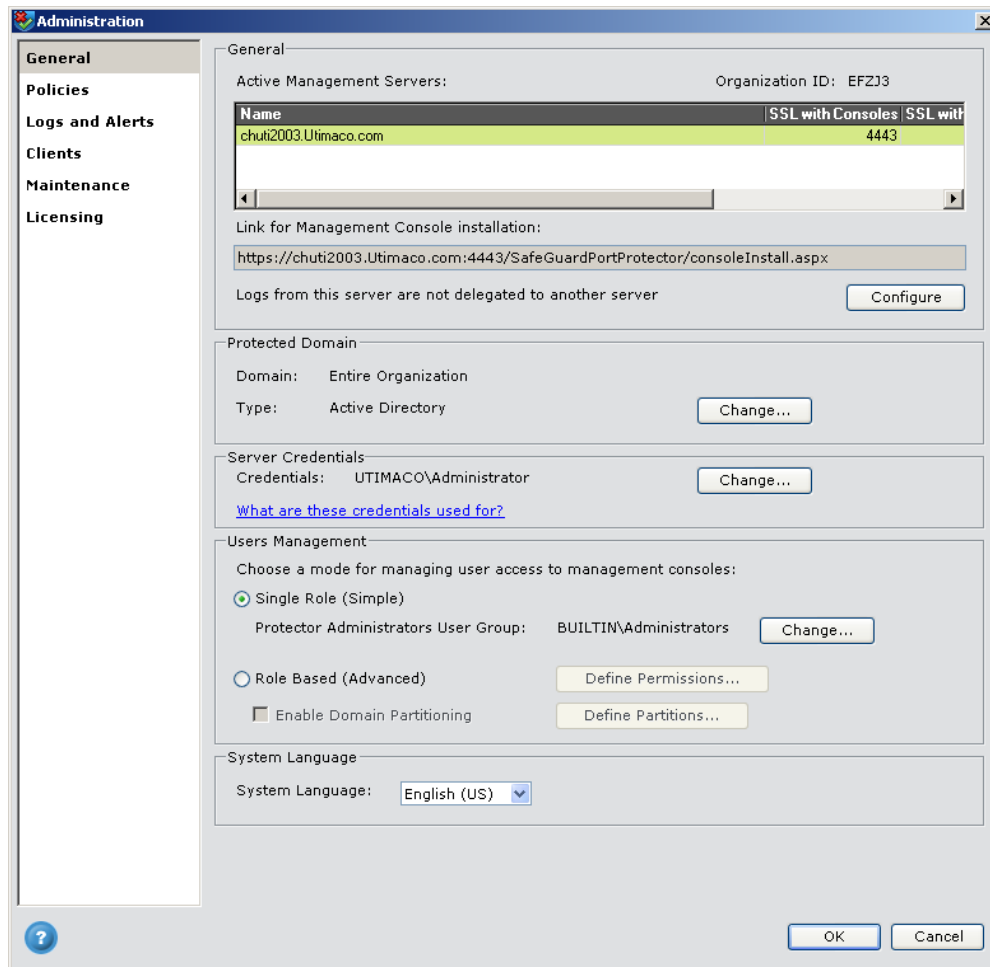 Administration
General
Policies
Logs and Alerts
Clients
Maintenance
Licensing
General
Active Management Servers: Organization ID: EFZJ3
Name SSL with Consoles SSL with
chuti2003.Utimaco.com 4443
Link for Management Console installation:
https://chuti2003.Utimaco.com:4443/SafeGuardPortProtector/consoleInstall.aspx
Logs from this server are not delegated to another server Configure
Protected Domain
Domain: Entire Organization
Type: Active Directory Change...
Server Credentials
Credentials: UTIMACO\Administrator Change...
What are these credentials used for?
Users Management
Choose a mode for managing user access to management consoles:
Single Role (Simple)
Protector Administrators User Group: BUILTIN\Administrators Change...
Role Based (Advanced) Define Permissions...
Enable Domain Partitioning Define Partitions...
System Language
System Language: English (US)
? OK Cancel